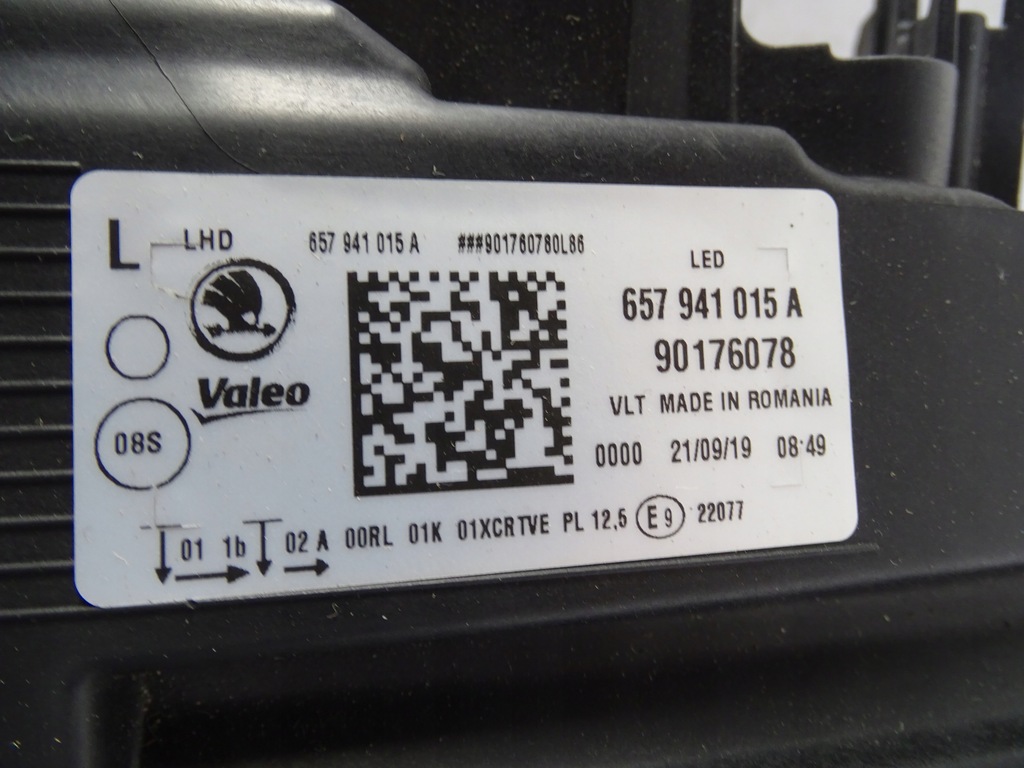 L LHD 657 941 015 A ###901760780L86
LED
657 941 015 A
90176078
Valeo
VLT MADE IN ROMANIA
08S
0000 21/09/19 08:49
01 1b 02 A 00RL 01K 01XCRTVE PL 12,5 E9 22077